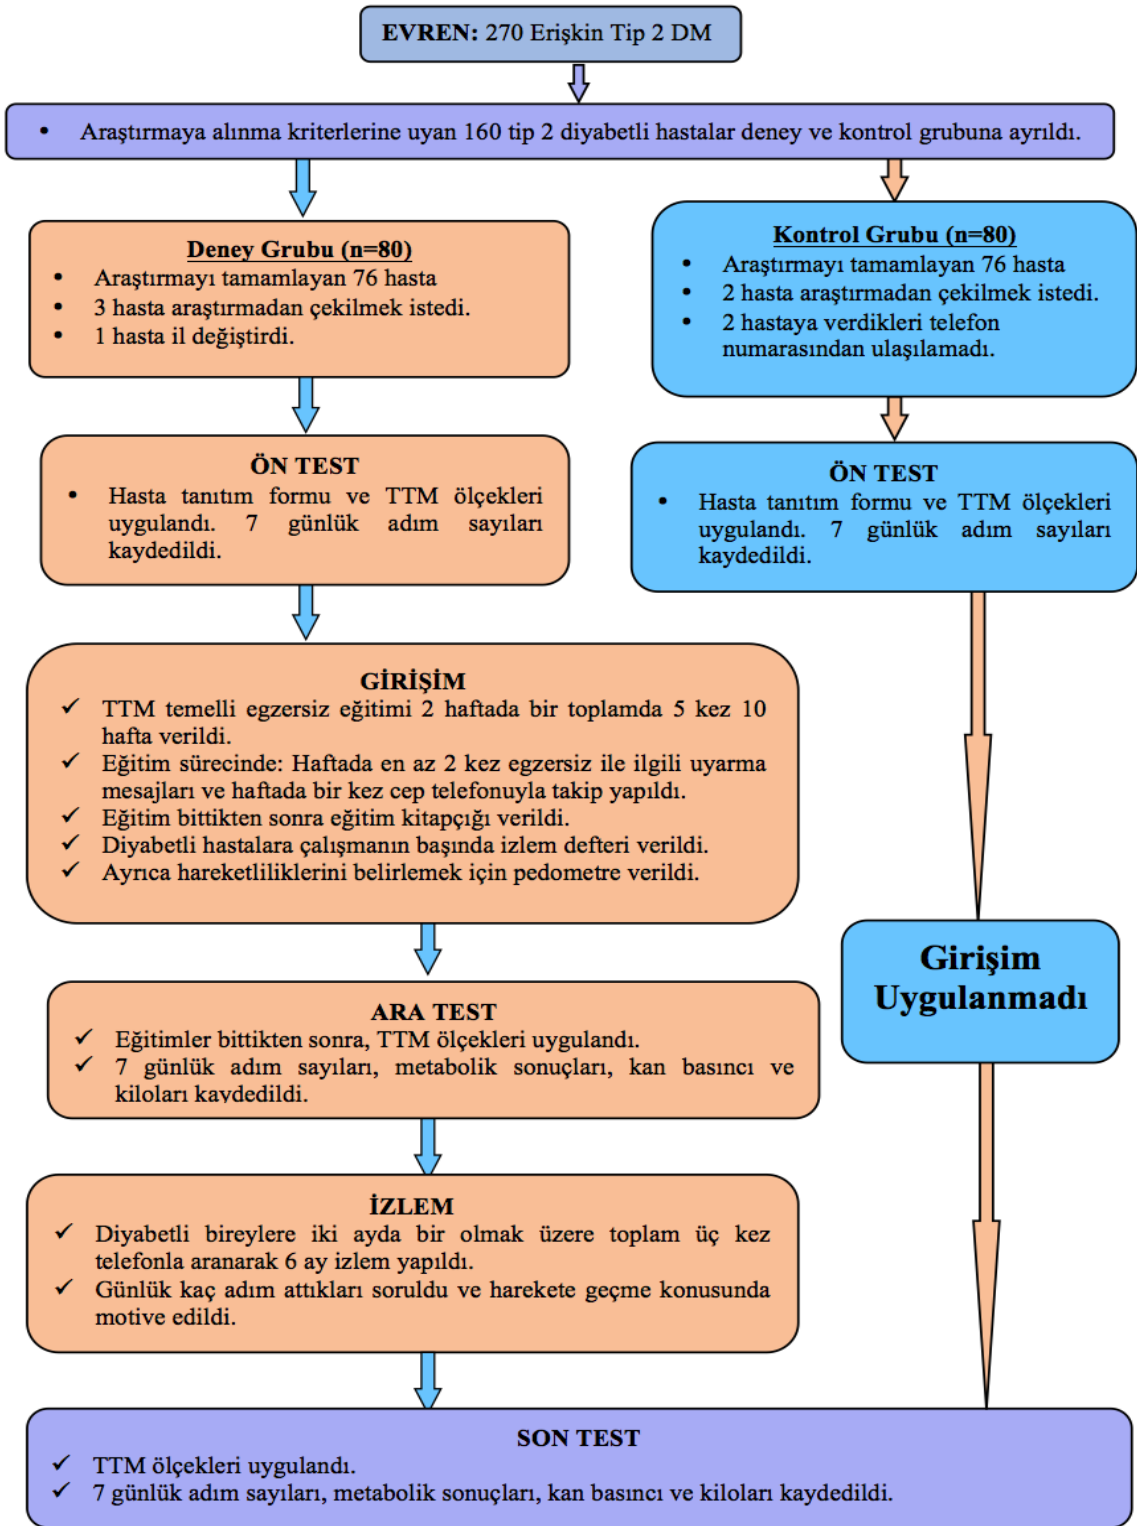 EVREN: 270 Erişkin Tip 2 DM
• Araştırmaya alınma kriterlerine uyan 160 tip 2 diyabetli hastalar deney ve kontrol grubuna ayrıldı.
Deney Grubu (n=80)
• Araştırmayı tamamlayan 76 hasta
• 3 hasta araştırmadan çekilmek istedi.
• 1 hasta il değiştirdi.
Kontrol Grubu (n=80)
• Araştırmayı tamamlayan 76 hasta
• 2 hasta araştırmadan çekilmek istedi.
• 2 hastaya verdikleri telefon
numarasından ulaşılamadı.
ÖN TEST
• Hasta tanıtım formu ve TTM ölçekleri
uygulandı. 7 günlük adım sayıları
kaydedildi.
ÖN TEST
• Hasta tanıtım formu ve TTM ölçekleri
uygulandı. 7 günlük adım sayıları
kaydedildi.
GİRİŞİM
✓ TTM temelli egzersiz eğitimi 2 haftada bir toplamda 5 kez 10
hafta verildi.
✓ Eğitim sürecinde: Haftada en az 2 kez egzersiz ile ilgili uyarma
mesajları ve haftada bir kez cep telefonuyla takip yapıldı.
✓ Eğitim bittikten sonra eğitim kitapçığı verildi.
✓ Diyabetli hastalara çalışmanın başında izlem defteri verildi.
✓ Ayrıca hareketliliklerini belirlemek için pedometre verildi.
Girişim
Uygulanmadı
ARA TEST
✓ Eğitimler bittikten sonra, TTM ölçekleri uygulandı.
✓ 7 günlük adım sayıları, metabolik sonuçları, kan basıncı ve
kiloları kaydedildi.
İZLEM
✓ Diyabetli bireylere iki ayda bir olmak üzere toplam üç kez
telefonla aranarak 6 ay izlem yapıldı.
✓ Günlük kaç adım attıkları soruldu ve harekete geçme konusunda
motive edildi.
SON TEST
✓ TTM ölçekleri uygulandı.
✓ 7 günlük adım sayıları, metabolik sonuçları, kan basıncı ve kiloları kaydedildi.